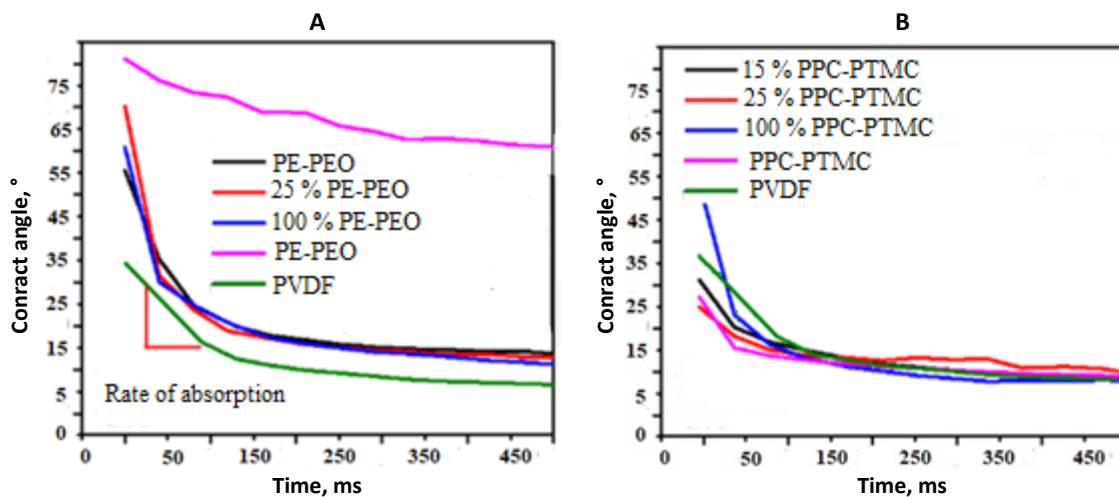 A
Conract angle, °
75
65
55
45
35
25
15
5
0
PE-PEO
25 % PE-PEO
100 % PE-PEO
PE-PEO
PVDF
Rate of absorption
0 50 150 250 350 450
Time, ms
B
Conract angle, °
75
65
55
45
35
25
15
5
0
15 % PPC-PTMC
25 % PPC-PTMC
100 % PPC-PTMC
PPC-PTMC
PVDF
0 50 150 250 350 450
Time, ms